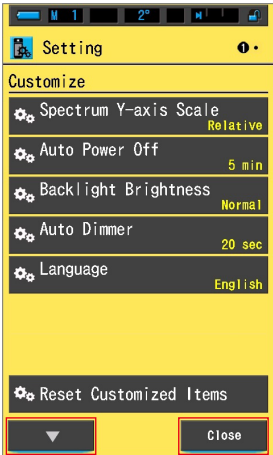 M 1 2°
Setting ❶·
Customize
Spectrum Y-axis Scale
Relative
Auto Power Off
5 min
Backlight Brightness
Normal
Auto Dimmer
20 sec
Language
English
Reset Customized Items
▼ Close